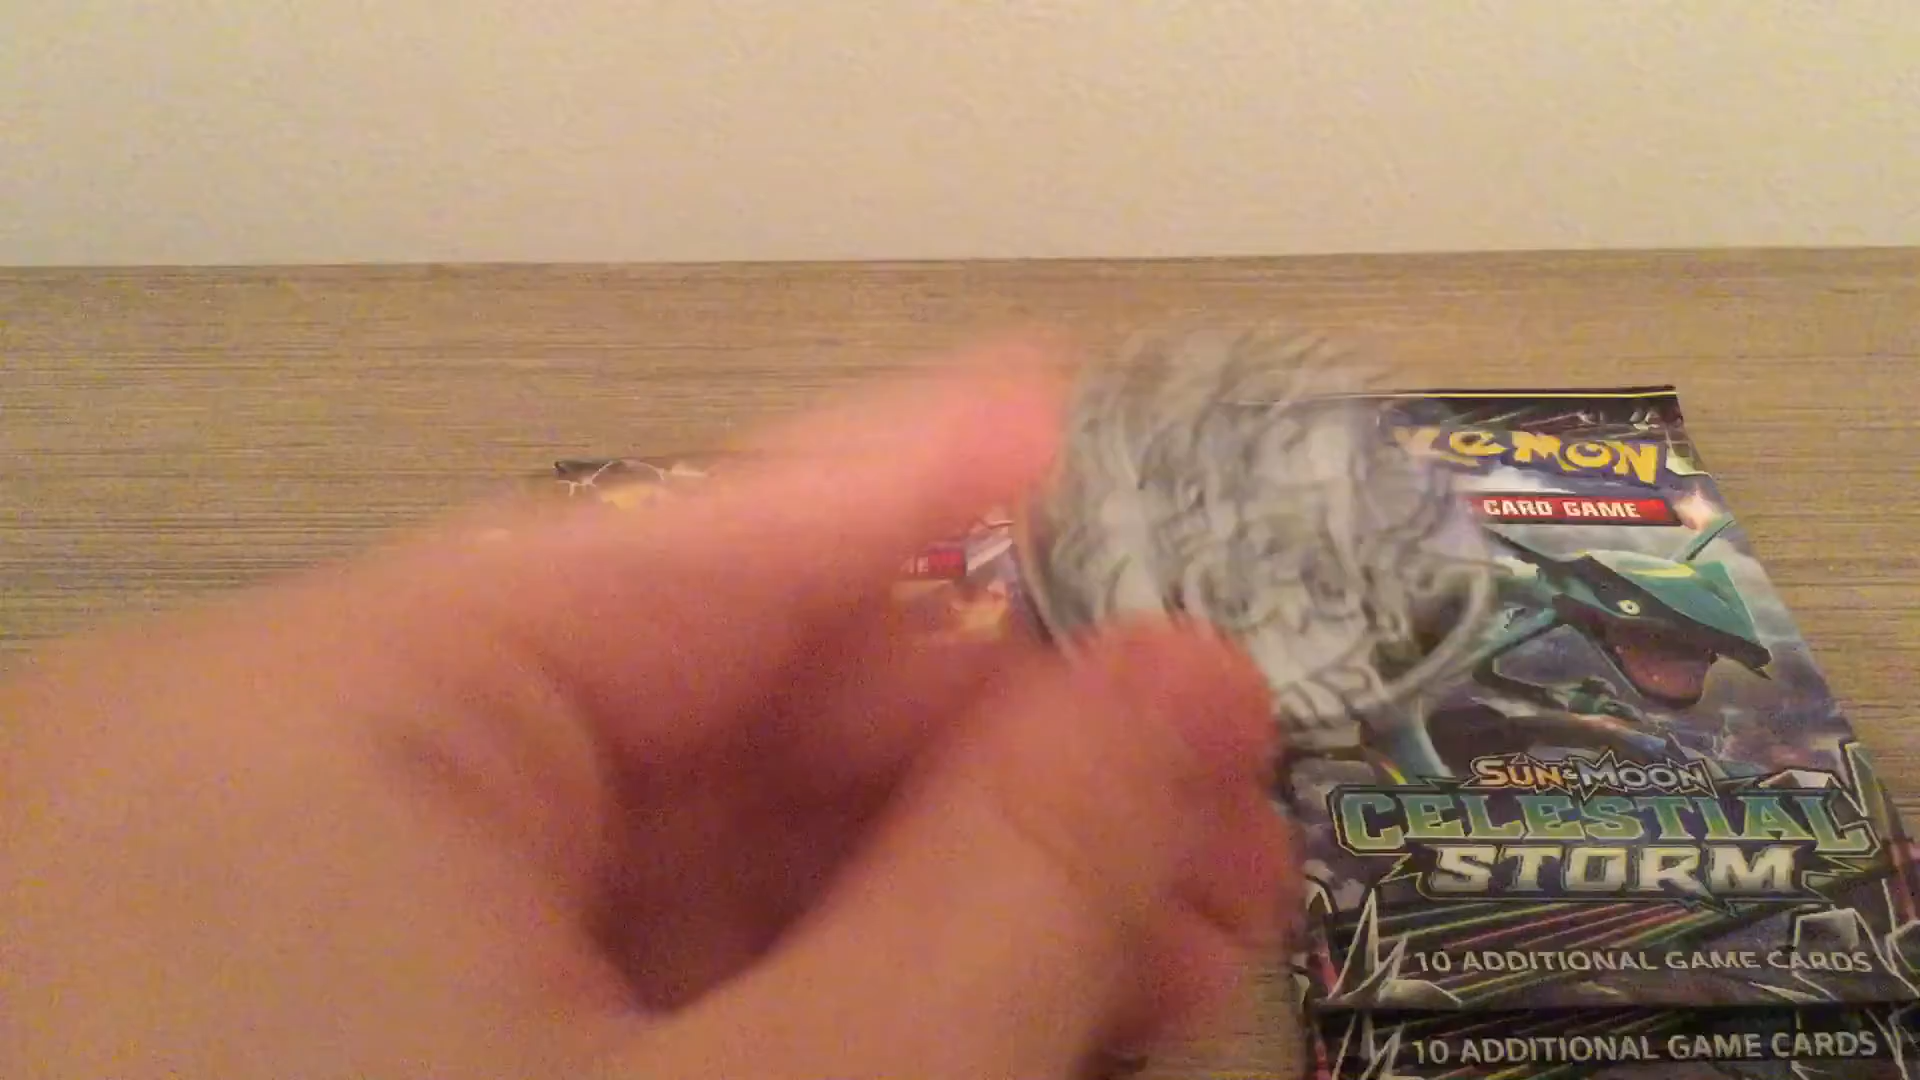 KEMON
CARD GAME
SUN & MOON
CELESTIAL
STORM
10 ADDITIONAL GAME CARDS
10 ADDITIONAL GAME CARDS